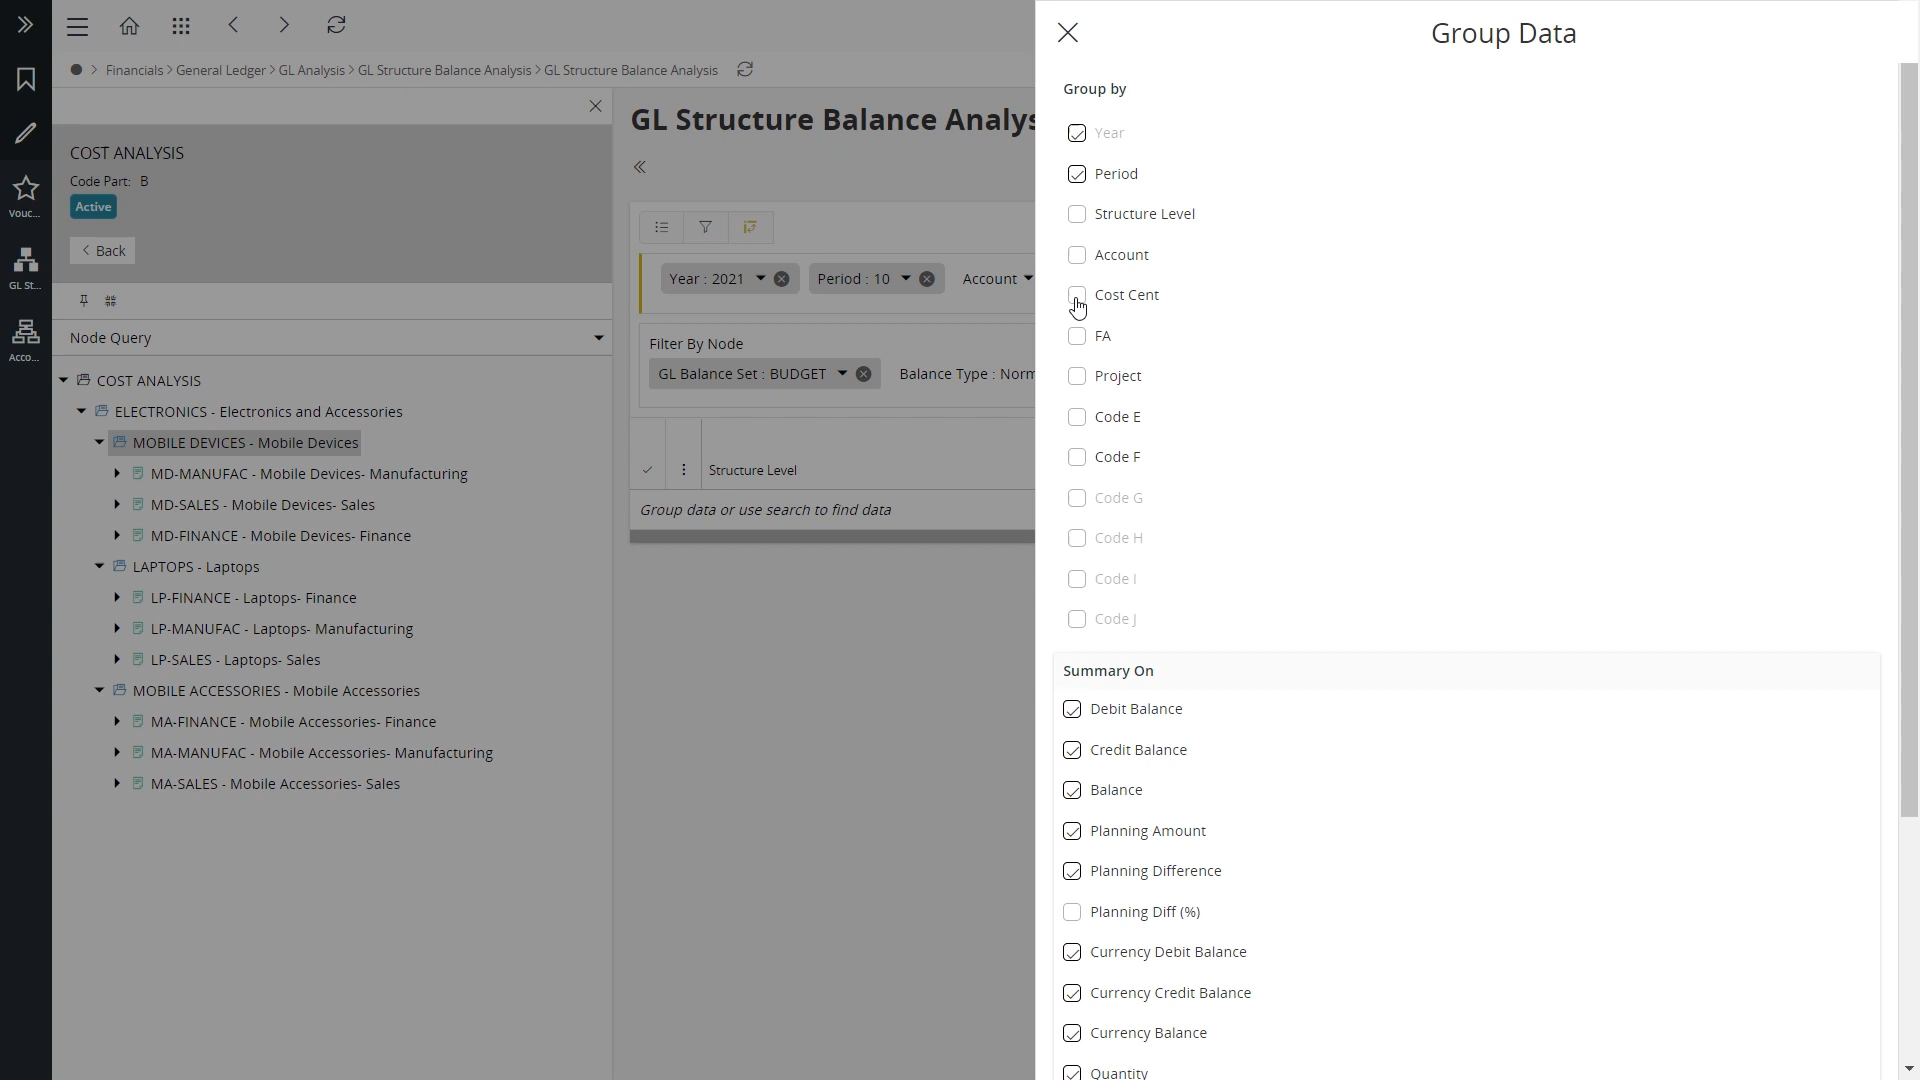 Group Data
Financials > General Ledger > GL Analysis > GL Structure Balance Analysis > GL Structure Balance Analysis
Vouc...
GL St...
Acco...
COST ANALYSIS
Code Part: B
Active
< Back
Node Query
COST ANALYSIS
ELECTRONICS - Electronics and Accessories
MOBILE DEVICES - Mobile Devices
MD-MANUFAC - Mobile Devices- Manufacturing
MD-SALES - Mobile Devices- Sales
MD-FINANCE - Mobile Devices- Finance
LAPTOPS - Laptops
LP-FINANCE - Laptops- Finance
LP-MANUFAC - Laptops- Manufacturing
LP-SALES - Laptops- Sales
MOBILE ACCESSORIES - Mobile Accessories
MA-FINANCE - Mobile Accessories- Finance
MA-MANUFAC - Mobile Accessories- Manufacturing
MA-SALES - Mobile Accessories- Sales
GL Structure Balance Analys
Year : 2021 Period : 10 Account
Filter By Node
GL Balance Set : BUDGET Balance Type : Norm
Structure Level
Group data or use search to find data
Group by
Year
Period
Structure Level
Account
Cost Cent
FA
Project
Code E
Code F
Code G
Code H
Code I
Code J
Summary On
Debit Balance
Credit Balance
Balance
Planning Amount
Planning Difference
Planning Diff (%)
Currency Debit Balance
Currency Credit Balance
Currency Balance
Quantity